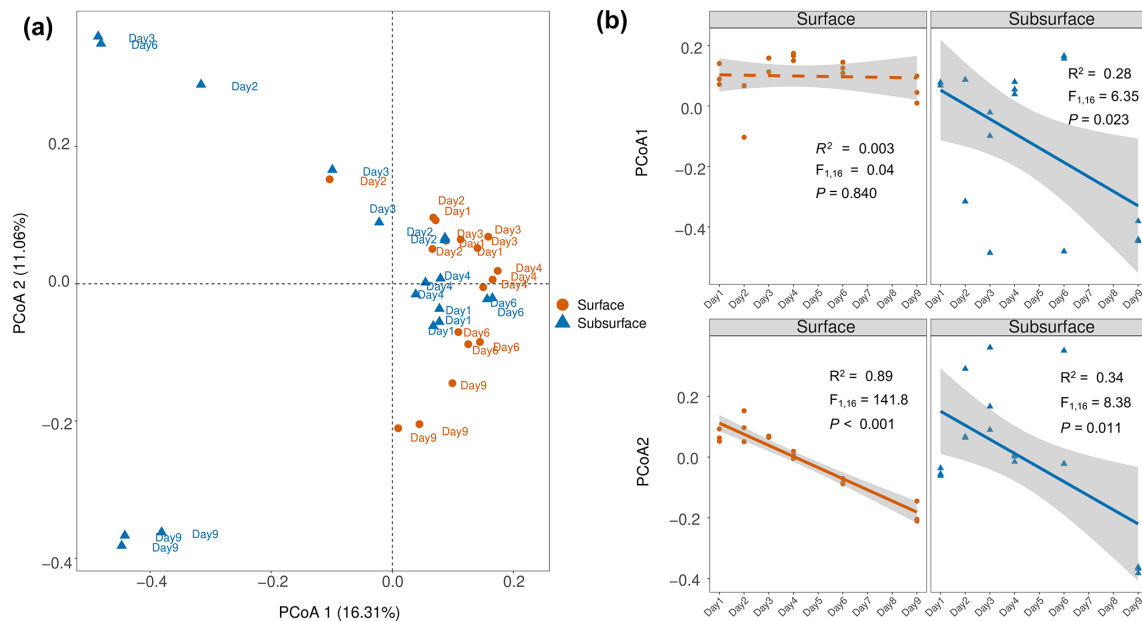 (a)
PCoA 2 (11.06%)
0.2
0.0
−0.2
−0.4
−0.4
−0.2
0.0
0.2
PCoA 1 (16.31%)
Day3
Day6
Day2
Day3
Day2
Day3
Day2
Day1
Day2
Day2
Day3
Day3
Day1
Day1
Day2
Day4
Day4
Day4
Day4
Day4
Day6
Day6
Day1
Day1
Day1
Day6
Day6
Day6
Day9
Day9
Day9
Day9
Day9
Day9
Surface
Subsurface
(b)
Surface
Subsurface
PCoA1
0.2
0.0
−0.2
−0.4
R² = 0.003
F1,16 = 0.04
P = 0.840
R² = 0.28
F1,16 = 6.35
P = 0.023
Day1 Day2 Day3 Day4 Day5 Day6 Day7 Day8 Day9
Day1 Day2 Day3 Day4 Day5 Day6 Day7 Day8 Day9
Surface
Subsurface
PCoA2
0.2
0.0
−0.2
−0.4
R² = 0.89
F1,16 = 141.8
P < 0.001
R² = 0.34
F1,16 = 8.38
P = 0.011
Day1 Day2 Day3 Day4 Day5 Day6 Day7 Day8 Day9
Day1 Day2 Day3 Day4 Day5 Day6 Day7 Day8 Day9